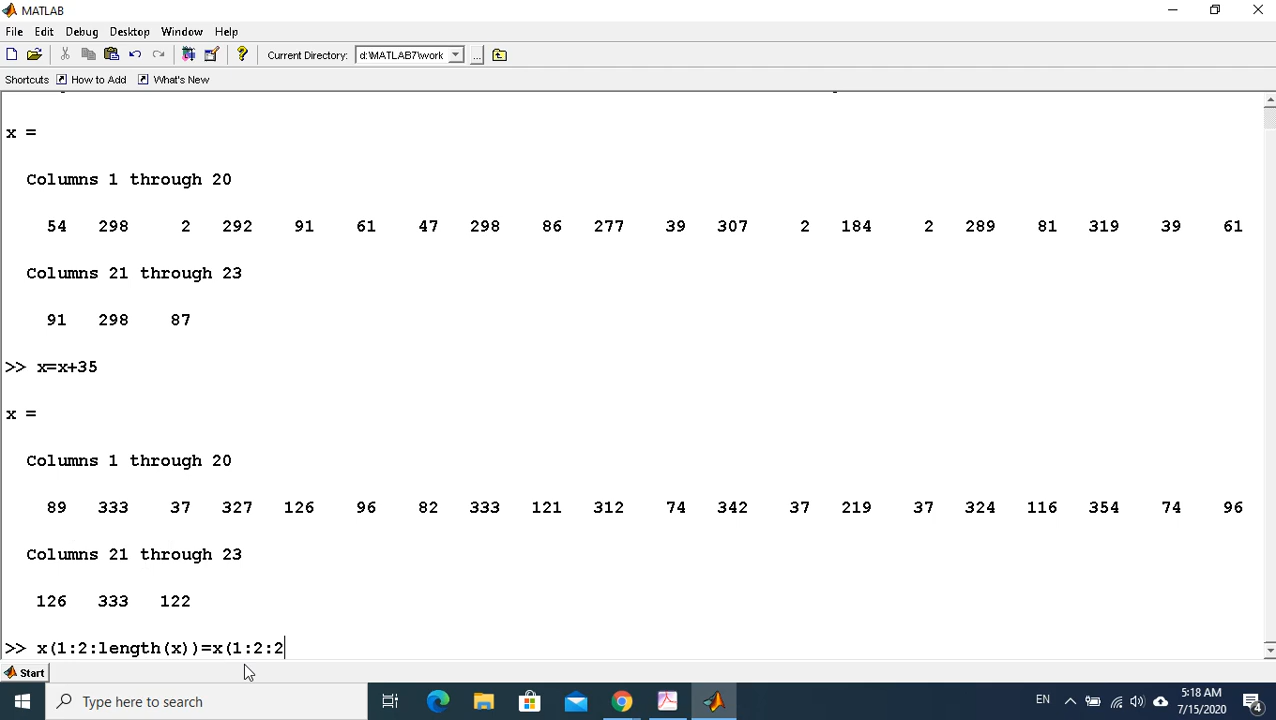 MATLAB
File Edit Debug Desktop Window Help
Current Directory: d:\MATLAB7\work ...
Shortcuts How to Add What's New
x =
Columns 1 through 20
54 298 2 292 91 61 47 298 86 277 39 307 2 184 2 289 81 319 39 61
Columns 21 through 23
91 298 87
>> x=x+35
x =
Columns 1 through 20
89 333 37 327 126 96 82 333 121 312 74 342 37 219 37 324 116 354 74 96
Columns 21 through 23
126 333 122
>> x(1:2:length(x))=x(1:2:2
Start
Type here to search EN 5:18 AM
7/15/2020 4